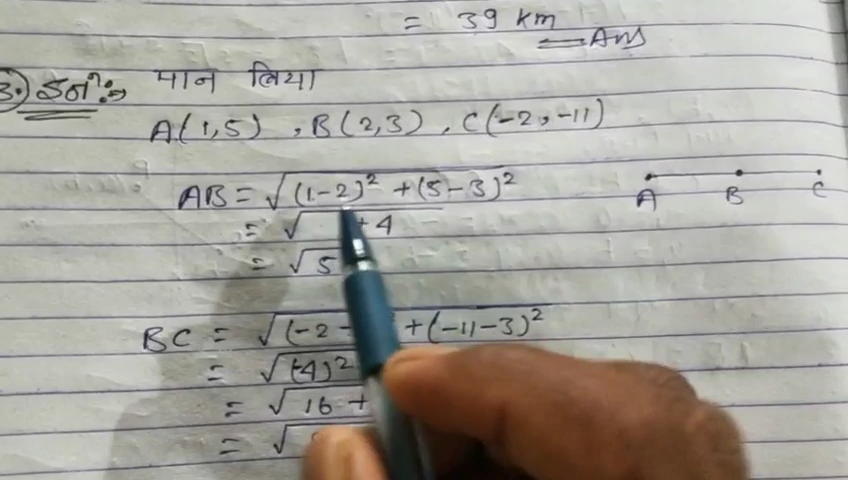 = 39 km
Ans
3.) हल :→ मान लिया
A(1,5) , B(2,3) , C(-2,-11)
AB = √(1-2)² + (5-3)²
A B C
= √ +4
= √5
BC = √(-2- + (-11-3)²
= √(-4)²
= √16 +
= √